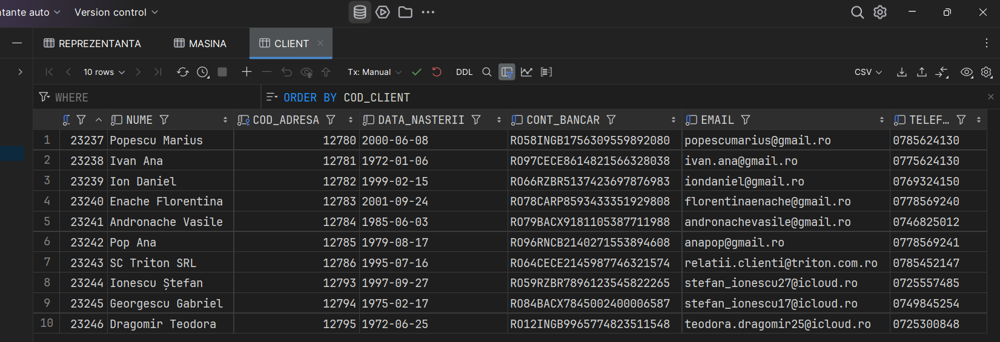 ntante auto Version control
REPREZENTANTA MASINA CLIENT
10 rows Tx: Manual DDL CSV
WHERE ORDER BY COD_CLIENT
NUME COD_ADRESA DATA_NASTERII CONT_BANCAR EMAIL TELEF…
1 23237 Popescu Marius 12780 2000-06-08 RO58INGB1756309559892080 popescumarius@gmail.ro 0785624130
2 23238 Ivan Ana 12781 1972-01-06 RO97CECE8614821566328038 ivan.ana@gmail.ro 0775624130
3 23239 Ion Daniel 12782 1999-02-15 RO66RZBR5137423697876983 iondaniel@gmail.ro 0769324150
4 23240 Enache Florentina 12783 2001-09-24 RO78CARP8593433351929808 florentinaenache@gmail.ro 0778569240
5 23241 Andronache Vasile 12784 1985-06-03 RO79BACX9181105387711988 andronachevasile@gmail.ro 0746825012
6 23242 Pop Ana 12785 1979-08-17 RO96RNCB2140271553894608 anapop@gmail.ro 0778569241
7 23243 SC Triton SRL 12786 1995-07-16 RO64CECE2145987746321574 relatii.clienti@triton.com.ro 0785452147
8 23244 Ionescu Ștefan 12793 1997-09-27 RO59RZBR7896123545822265 stefan_ionescu27@icloud.ro 0725557485
9 23245 Georgescu Gabriel 12794 1975-02-17 RO84BACX7845002400006587 stefan_ionescu17@icloud.ro 0749845254
10 23246 Dragomir Teodora 12795 1972-06-25 RO12INGB9965774823511548 teodora.dragomir25@icloud.ro 0725300848